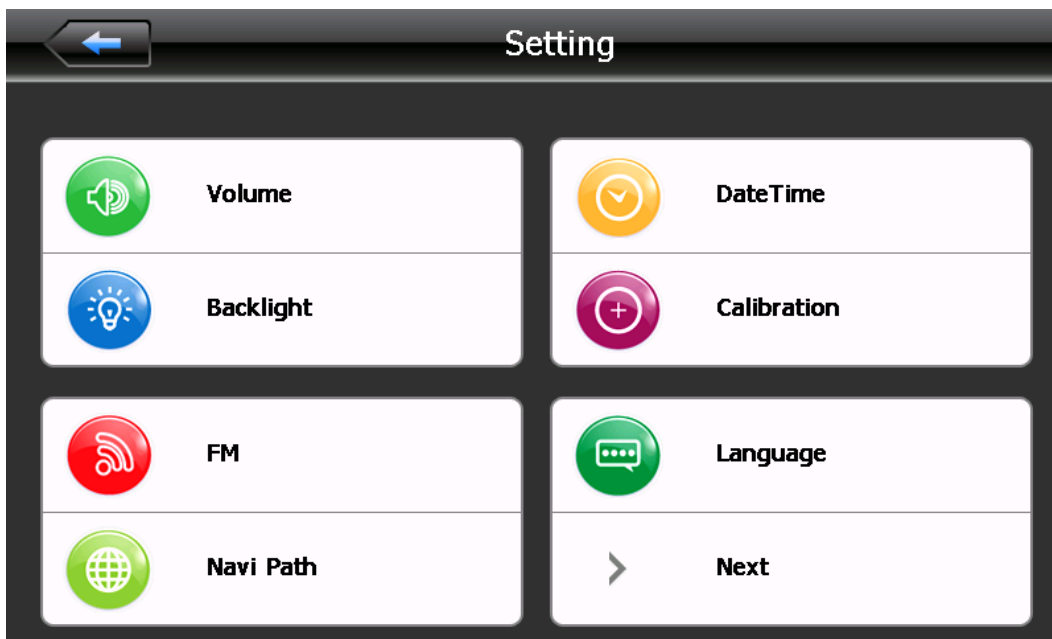 Setting
Volume
DateTime
Backlight
Calibration
FM
Language
Navi Path
Next